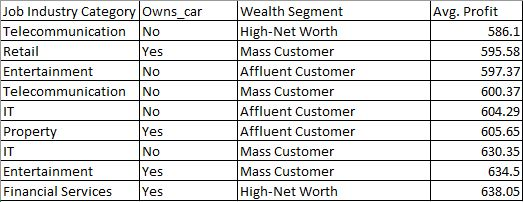 Job Industry Category Owns_car Wealth Segment Avg. Profit
Telecommunication No High-Net Worth 586.1
Retail Yes Mass Customer 595.58
Entertainment No Affluent Customer 597.37
Telecommunication No Mass Customer 600.37
IT No Affluent Customer 604.29
Property Yes Affluent Customer 605.65
IT No Mass Customer 630.35
Entertainment Yes Mass Customer 634.5
Financial Services Yes High-Net Worth 638.05